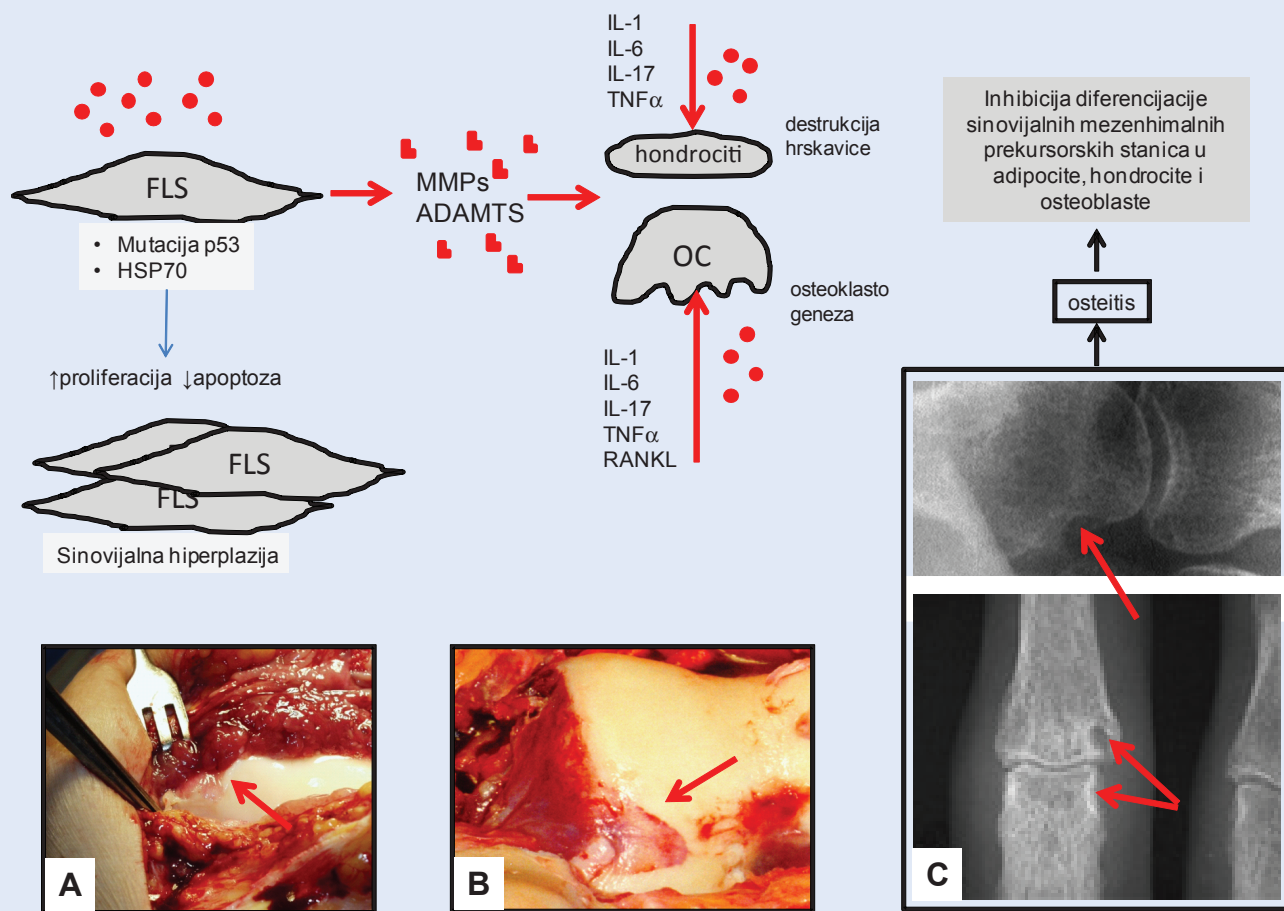 IL-1
IL-6
IL-17
TNFα
hondrociti
destrukcija
hrskavice
FLS
MMPs
ADAMTS
• Mutacija p53
• HSP70
OC
osteoklasto
geneza
↑proliferacija ↓apoptoza
IL-1
IL-6
IL-17
TNFα
RANKL
FLS
FLS
Sinovijalna hiperplazija
Inhibicija diferencijacije
sinovijalnih mezenhimalnih
prekursorskih stanica u
adipocite, hondrocite i
osteoblaste
osteitis
A
B
C